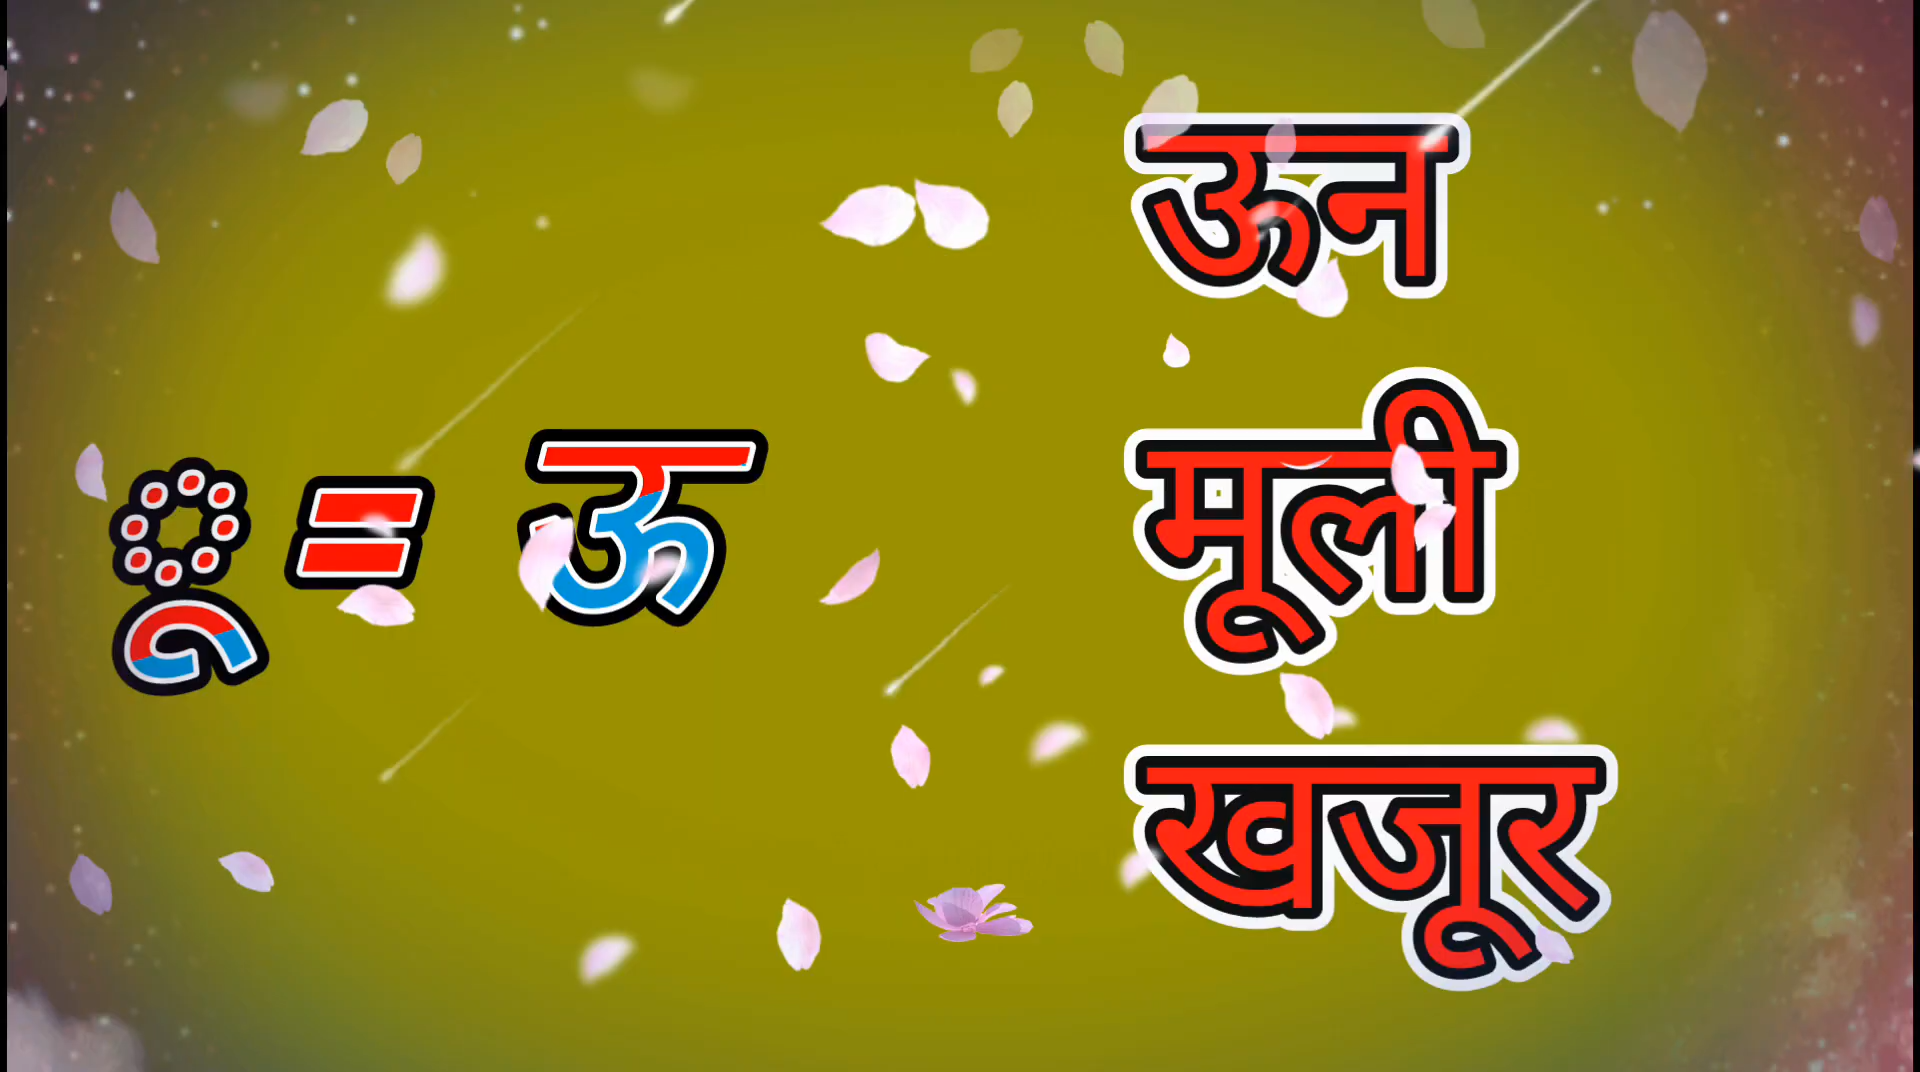 ू = ऊ
ऊन
मूली
खजूर